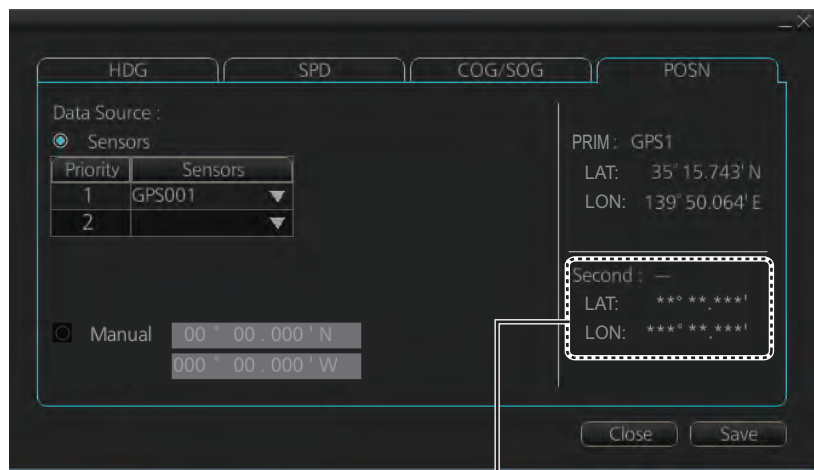 HDG SPD COG/SOG POSN
Data Source :
Sensors
Priority Sensors
1 GPS001
2
Manual 00 ° 00 . 000 ' N
000 ° 00 . 000 ' W
PRIM : GPS1
LAT: 35° 15.743' N
LON: 139° 50.064' E
Second : —
LAT: **° **.***'
LON: ***° **.***'
Close Save